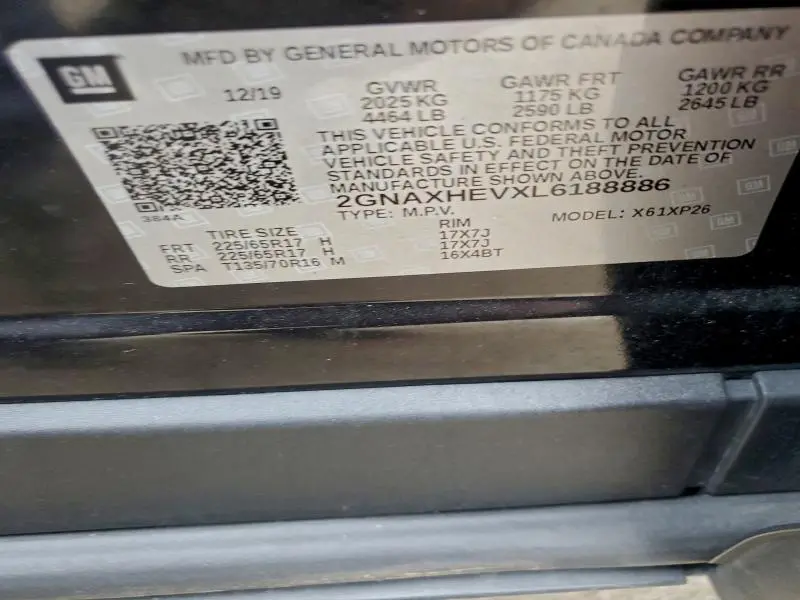 GM
MFD BY GENERAL MOTORS OF CANADA COMPANY
12/19
GVWR GAWR FRT GAWR RR
2025 KG 1175 KG 1200 KG
4464 LB 2590 LB 2645 LB
THIS VEHICLE CONFORMS TO ALL
APPLICABLE U.S. FEDERAL MOTOR
VEHICLE SAFETY AND THEFT PREVENTION
STANDARDS IN EFFECT ON THE DATE OF
MANUFACTURE SHOWN ABOVE.
2GNAXHEVXL6188886
384A
TYPE: M.P.V. MODEL: X61XP26
TIRE SIZE RIM
FRT 225/65R17 H 17X7J
RR 225/65R17 H 17X7J
SPA T135/70R16 M 16X4BT